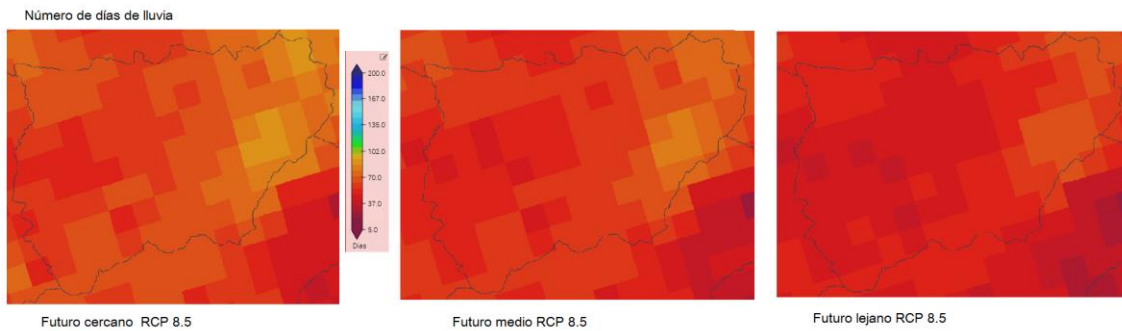 Número de días de lluvia
200.0
167.0
135.0
102.0
70.0
37.0
5.0
Dias
Futuro cercano RCP 8.5
Futuro medio RCP 8.5
Futuro lejano RCP 8.5